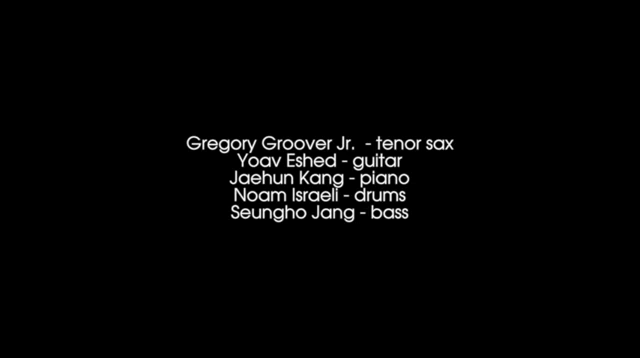 Gregory Groover Jr.  - tenor sax
Yoav Eshed - guitar
Jaehun Kang - piano
Noam Israeli - drums
Seungho Jang - bass